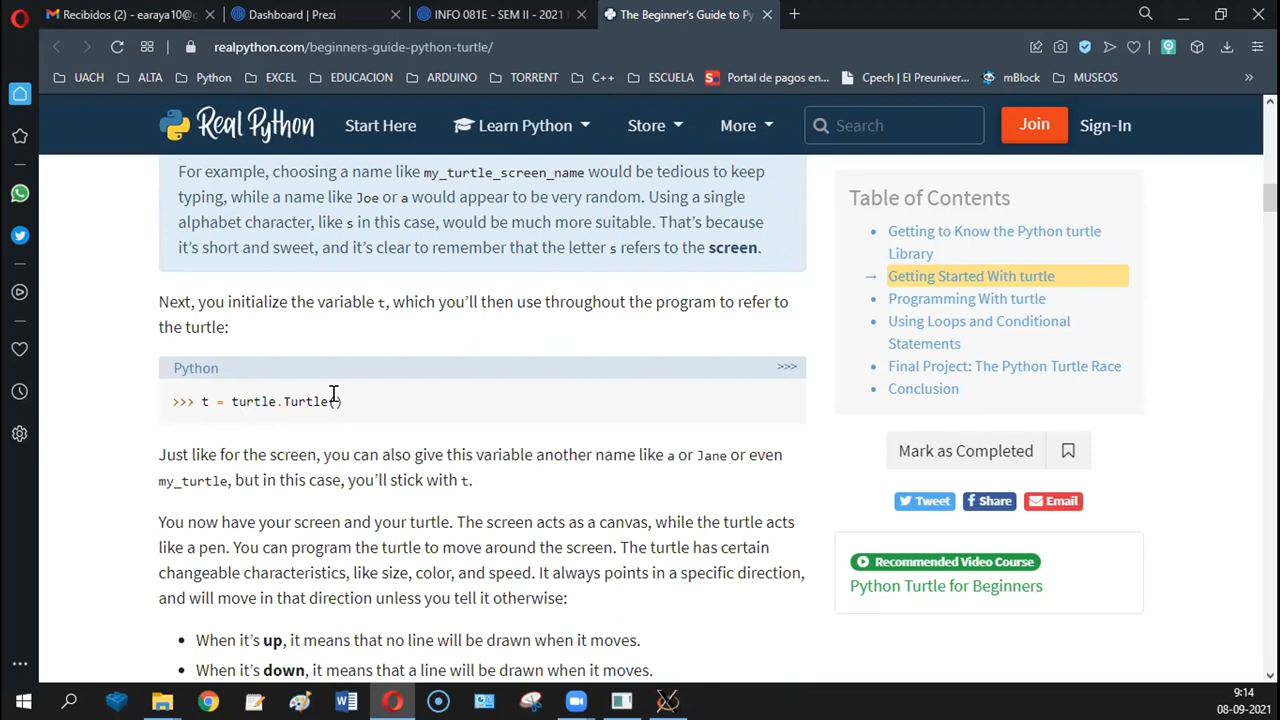 Recibidos (2) - earaya10@g
Dashboard | Prezi
INFO 081E - SEM II - 2021
The Beginner's Guide to Py
realpython.com/beginners-guide-python-turtle/
UACH
ALTA
Python
EXCEL
EDUCACION
ARDUINO
TORRENT
C++
ESCUELA
Portal de pagos en...
Cpech | El Preuniver...
mBlock
MUSEOS
»
Real Python
Start Here
Learn Python
Store
More
Search
Join
Sign-In
For example, choosing a name like my_turtle_screen_name would be tedious to keep
typing, while a name like Joe or a would appear to be very random. Using a single
alphabet character, like s in this case, would be much more suitable. That’s because
it’s short and sweet, and it’s clear to remember that the letter s refers to the screen.
Next, you initialize the variable t, which you’ll then use throughout the program to refer to
the turtle:
Python
>>>
>>> t = turtle.Turtle()
Just like for the screen, you can also give this variable another name like a or Jane or even
my_turtle, but in this case, you’ll stick with t.
You now have your screen and your turtle. The screen acts as a canvas, while the turtle acts
like a pen. You can program the turtle to move around the screen. The turtle has certain
changeable characteristics, like size, color, and speed. It always points in a specific direction,
and will move in that direction unless you tell it otherwise:
• When it’s up, it means that no line will be drawn when it moves.
• When it’s down, it means that a line will be drawn when it moves.
Table of Contents
• Getting to Know the Python turtle
Library
→ Getting Started With turtle
• Programming With turtle
• Using Loops and Conditional
Statements
• Final Project: The Python Turtle Race
• Conclusion
Mark as Completed
Tweet
Share
Email
Recommended Video Course
Python Turtle for Beginners
9:14
08-09-2021